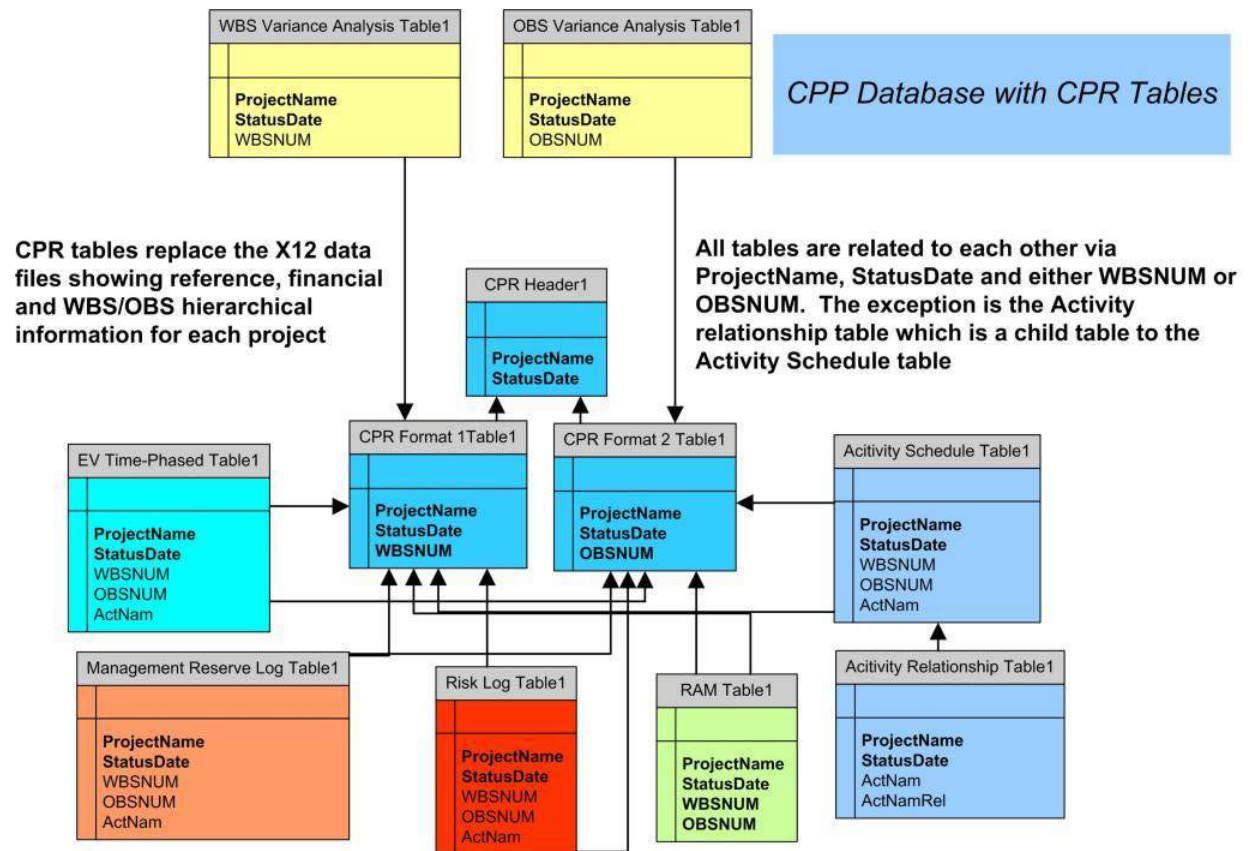 WBS Variance Analysis Table1
ProjectName
StatusDate
WBSNUM
OBS Variance Analysis Table1
ProjectName
StatusDate
OBSNUM
CPP Database with CPR Tables
CPR tables replace the X12 data
files showing reference, financial
and WBS/OBS hierarchical
information for each project
All tables are related to each other via
ProjectName, StatusDate and either WBSNUM or
OBSNUM.  The exception is the Activity
relationship table which is a child table to the
Activity Schedule table
CPR Header1
ProjectName
StatusDate
EV Time-Phased Table1
ProjectName
StatusDate
WBSNUM
OBSNUM
ActNam
CPR Format 1Table1
ProjectName
StatusDate
WBSNUM
CPR Format 2 Table1
ProjectName
StatusDate
OBSNUM
Acitivity Schedule Table1
ProjectName
StatusDate
WBSNUM
OBSNUM
ActNam
Management Reserve Log Table1
ProjectName
StatusDate
WBSNUM
OBSNUM
ActNam
Risk Log Table1
ProjectName
StatusDate
WBSNUM
OBSNUM
ActNam
RAM Table1
ProjectName
StatusDate
WBSNUM
OBSNUM
Acitivity Relationship Table1
ProjectName
StatusDate
ActNam
ActNamRel